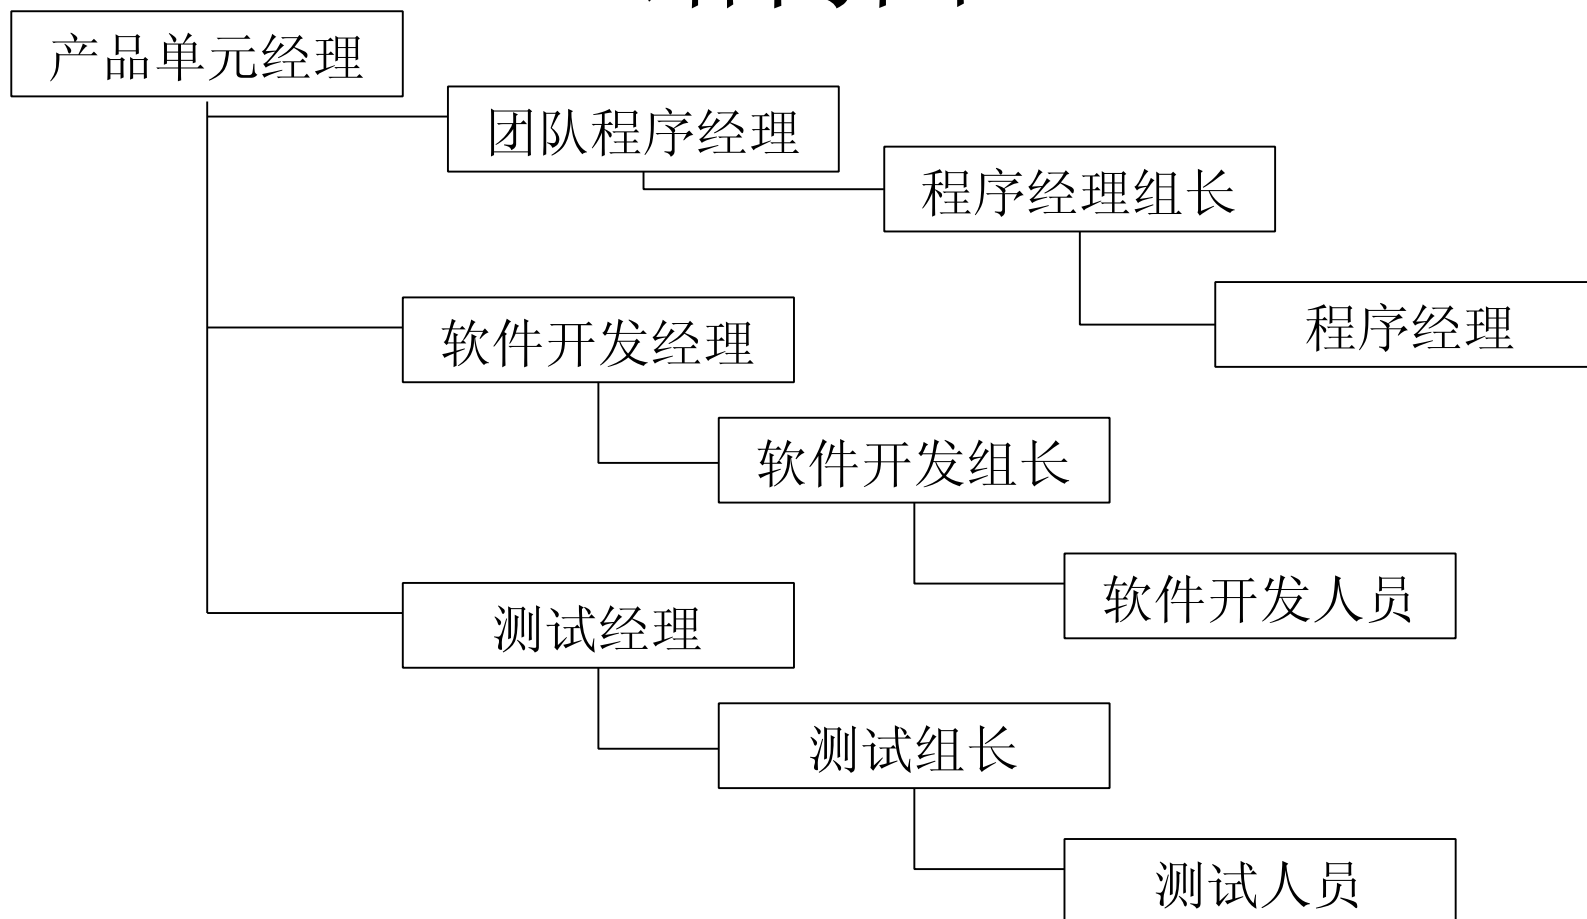 产品单元经理
团队程序经理
程序经理组长
程序经理
软件开发经理
软件开发组长
软件开发人员
测试经理
测试组长
测试人员